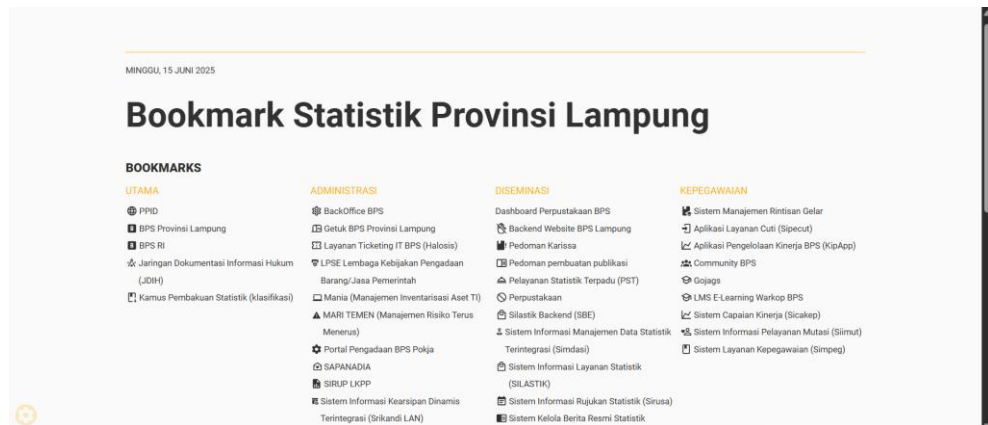 MINGGU, 15 JUNI 2025
Bookmark Statistik Provinsi Lampung
BOOKMARKS
UTAMA
PPID
BPS Provinsi Lampung
BPS RI
Jaringan Dokumentasi Informasi Hukum
(JDIH)
Kamus Pembakuan Statistik (klasifikasi)
ADMINISTRASI
BackOffice BPS
Getuk BPS Provinsi Lampung
Layanan Ticketing IT BPS (Halosis)
LPSE Lembaga Kebijakan Pengadaan
Barang/Jasa Pemerintah
Mania (Manajemen Inventarisasi Aset TI)
MARI TEMEN (Manajemen Risiko Terus
Menerus)
Portal Pengadaan BPS Pokja
SAPANADIA
SIRUP LKPP
Sistem Informasi Kearsipan Dinamis
Terintegrasi (Srikandi LAN)
DISEMINASI
Dashboard Perpustakaan BPS
Backend Website BPS Lampung
Pedoman Karissa
Pedoman pembuatan publikasi
Pelayanan Statistik Terpadu (PST)
Perpustakaan
Silastik Backend (SBE)
Sistem Informasi Manajemen Data Statistik
Terintegrasi (Simdasi)
Sistem Informasi Layanan Statistik
(SILASTIK)
Sistem Informasi Rujukan Statistik (Sirusa)
Sistem Kelola Berita Resmi Statistik
KEPEGAWAIAN
Sistem Manajemen Rintisan Gelar
Aplikasi Layanan Cuti (Sipecut)
Aplikasi Pengelolaan Kinerja BPS (KipApp)
Community BPS
Gojags
LMS E-Learning Warkop BPS
Sistem Capaian Kinerja (Sicakep)
Sistem Informasi Pelayanan Mutasi (Siimut)
Sistem Layanan Kepegawaian (Simpeg)